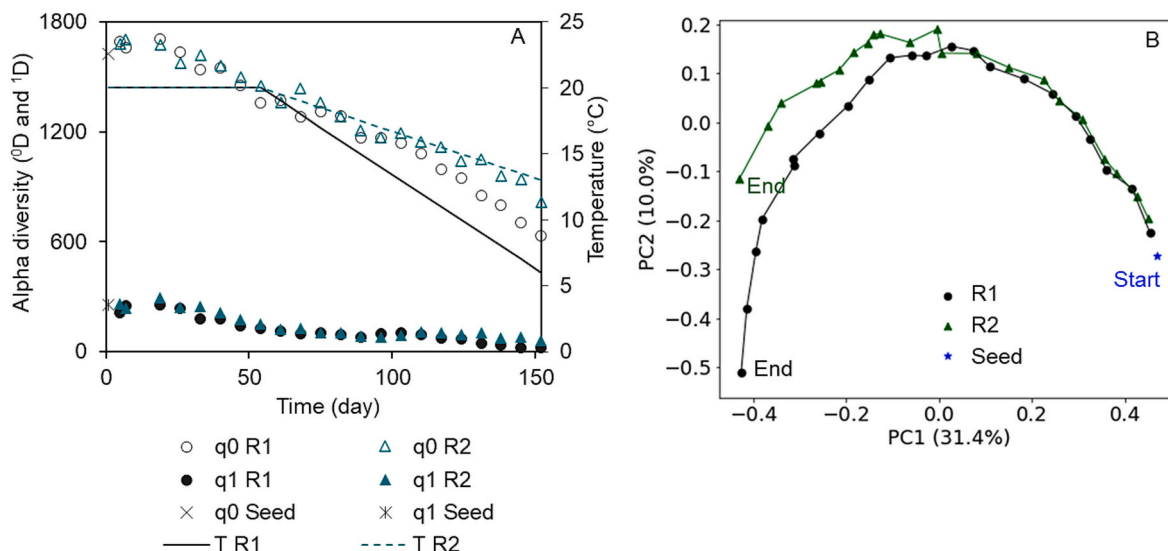 A
Alpha diversity (⁰D and ¹D)
1800
1200
600
0
25
20
15
10
5
0
Temperature (°C)
0
50
100
150
Time (day)
q0 R1
q0 R2
q1 R1
q1 R2
q0 Seed
q1 Seed
T R1
T R2
B
PC2 (10.0%)
0.2
0.1
0.0
−0.1
−0.2
−0.3
−0.4
−0.5
End
End
Start
R1
R2
Seed
−0.4
−0.2
0.0
0.2
0.4
PC1 (31.4%)